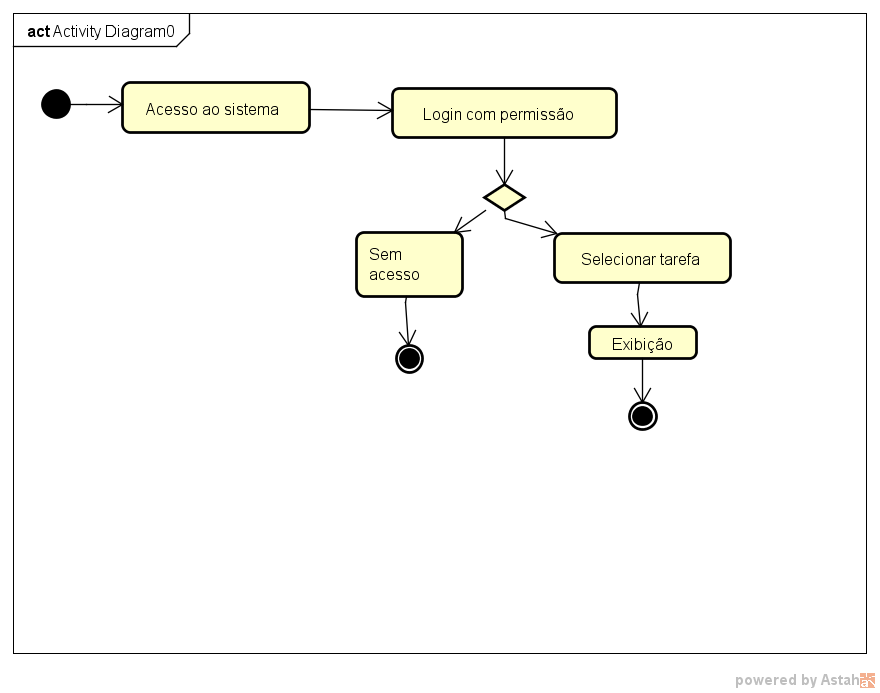 act Activity Diagram0
Acesso ao sistema
Login com permissão
Sem
acesso
Selecionar tarefa
Exibição
powered by Astah